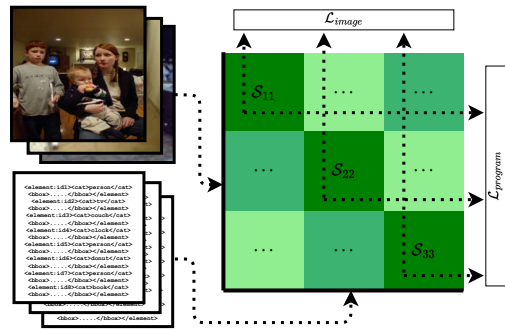 ℒ_image
S_11
...
...
...
S_22
...
...
...
S_33
ℒ_program
<element:id1><cat>person</cat>
<bbox>.....</bbox></element>
<element:id2><cat>tv</cat>
<bbox>.....</bbox></element>
<element:id3><cat>couch</cat>
<bbox>.....</bbox></element>
<element:id4><cat>clock</cat>
<bbox>.....</bbox></element>
<element:id5><cat>person</cat>
<bbox>.....</bbox></element>
<element:id6><cat>donut</cat>
<bbox>.....</bbox></element>
<element:id7><cat>person</cat>
<bbox>.....</bbox></element>
<element:id8><cat>book</cat>
<bbox>.....</bbox></element>
<bbox>.....</bbox></element>